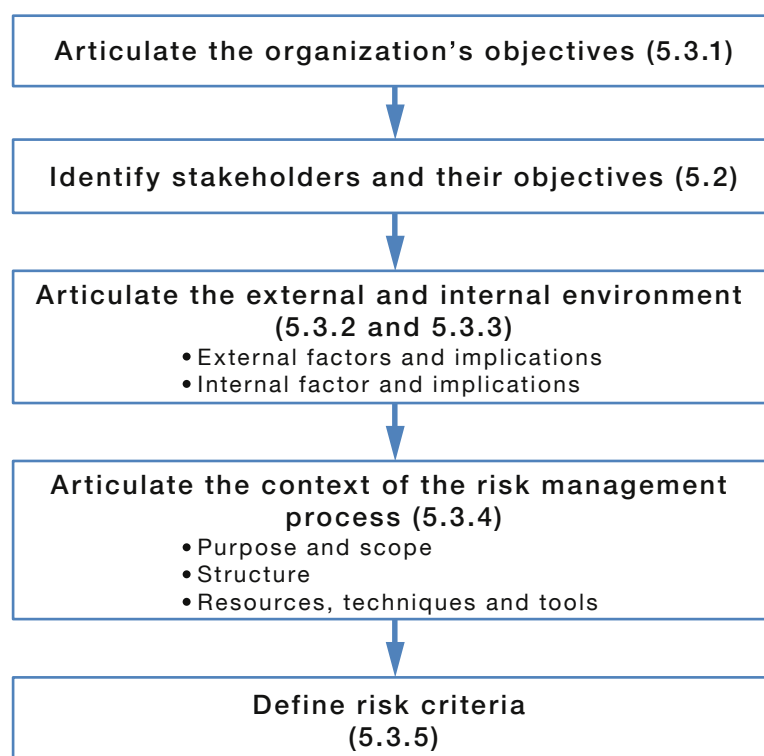 Articulate the organization’s objectives (5.3.1)
Identify stakeholders and their objectives (5.2)
Articulate the external and internal environment
(5.3.2 and 5.3.3)
• External factors and implications
• Internal factor and implications
Articulate the context of the risk management
process (5.3.4)
• Purpose and scope
• Structure
• Resources, techniques and tools
Define risk criteria
(5.3.5)